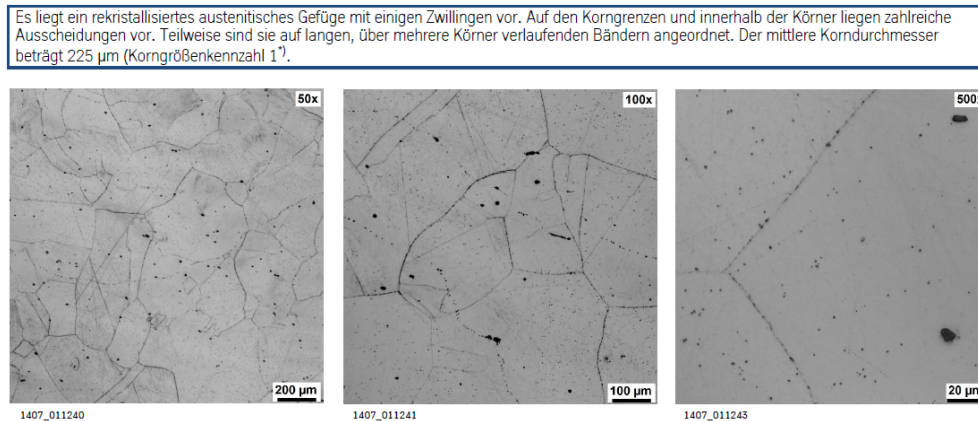 Es liegt ein rekristallisiertes austenitisches Gefüge mit einigen Zwillingen vor. Auf den Korngrenzen und innerhalb der Körner liegen zahlreiche
Ausscheidungen vor. Teilweise sind sie auf langen, über mehrere Körner verlaufenden Bändern angeordnet. Der mittlere Korndurchmesser
beträgt 225 µm (Korngrößenkennzahl 1*).
50x
100x
500x
200 µm
100 µm
20 µm
1407_011240
1407_011241
1407_011243